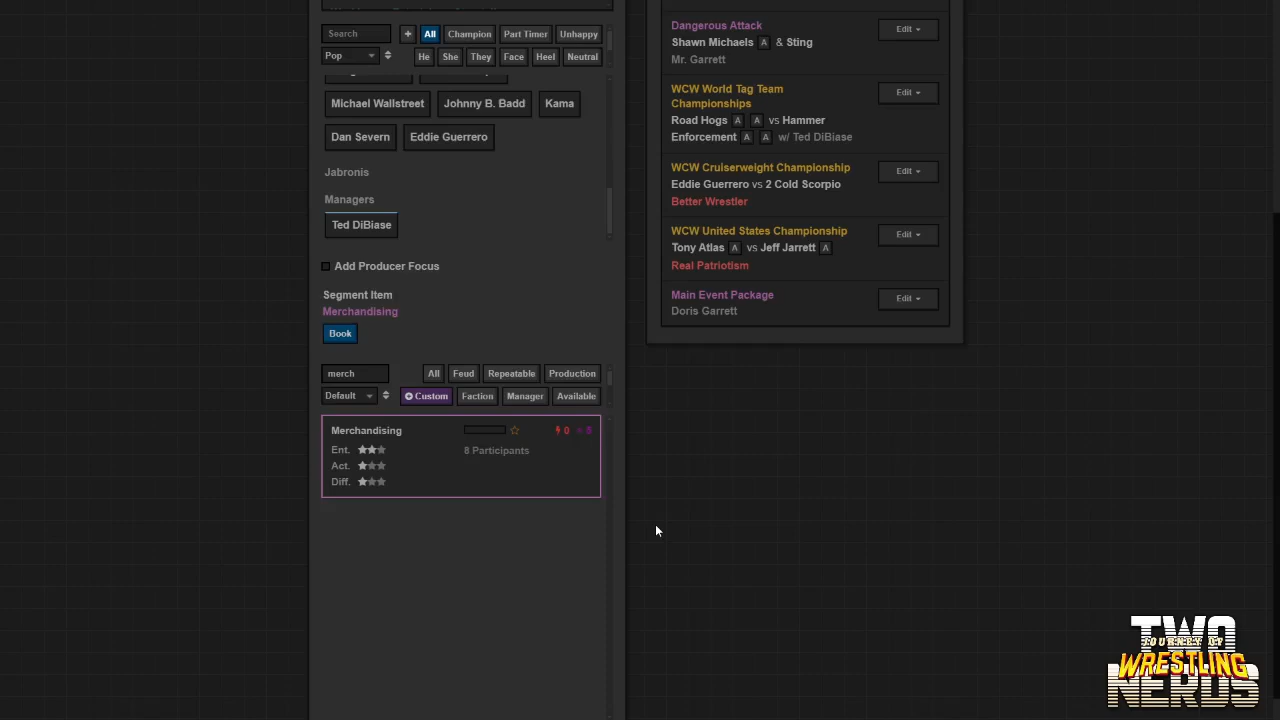 Search
+
All
Champion
Part Timer
Unhappy
Pop
He
She
They
Face
Heel
Neutral
Michael Wallstreet
Johnny B. Badd
Kama
Dan Severn
Eddie Guerrero
Jabronis
Managers
Ted DiBiase
Add Producer Focus
Segment Item
Merchandising
Book
merch
All
Feud
Repeatable
Production
Default
Custom
Faction
Manager
Available
Merchandising
0
Ent.
8 Participants
Act.
Diff.
Dangerous Attack
Edit
Shawn Michaels A & Sting
Mr. Garrett
WCW World Tag Team
Championships
Edit
Road Hogs A A vs Hammer
Enforcement A A w/ Ted DiBiase
WCW Cruiserweight Championship
Edit
Eddie Guerrero vs 2 Cold Scorpio
Better Wrestler
WCW United States Championship
Edit
Tony Atlas A vs Jeff Jarrett A
Real Patriotism
Main Event Package
Edit
Doris Garrett
TWO
JOURNEY OF
WRESTLING
NERDS